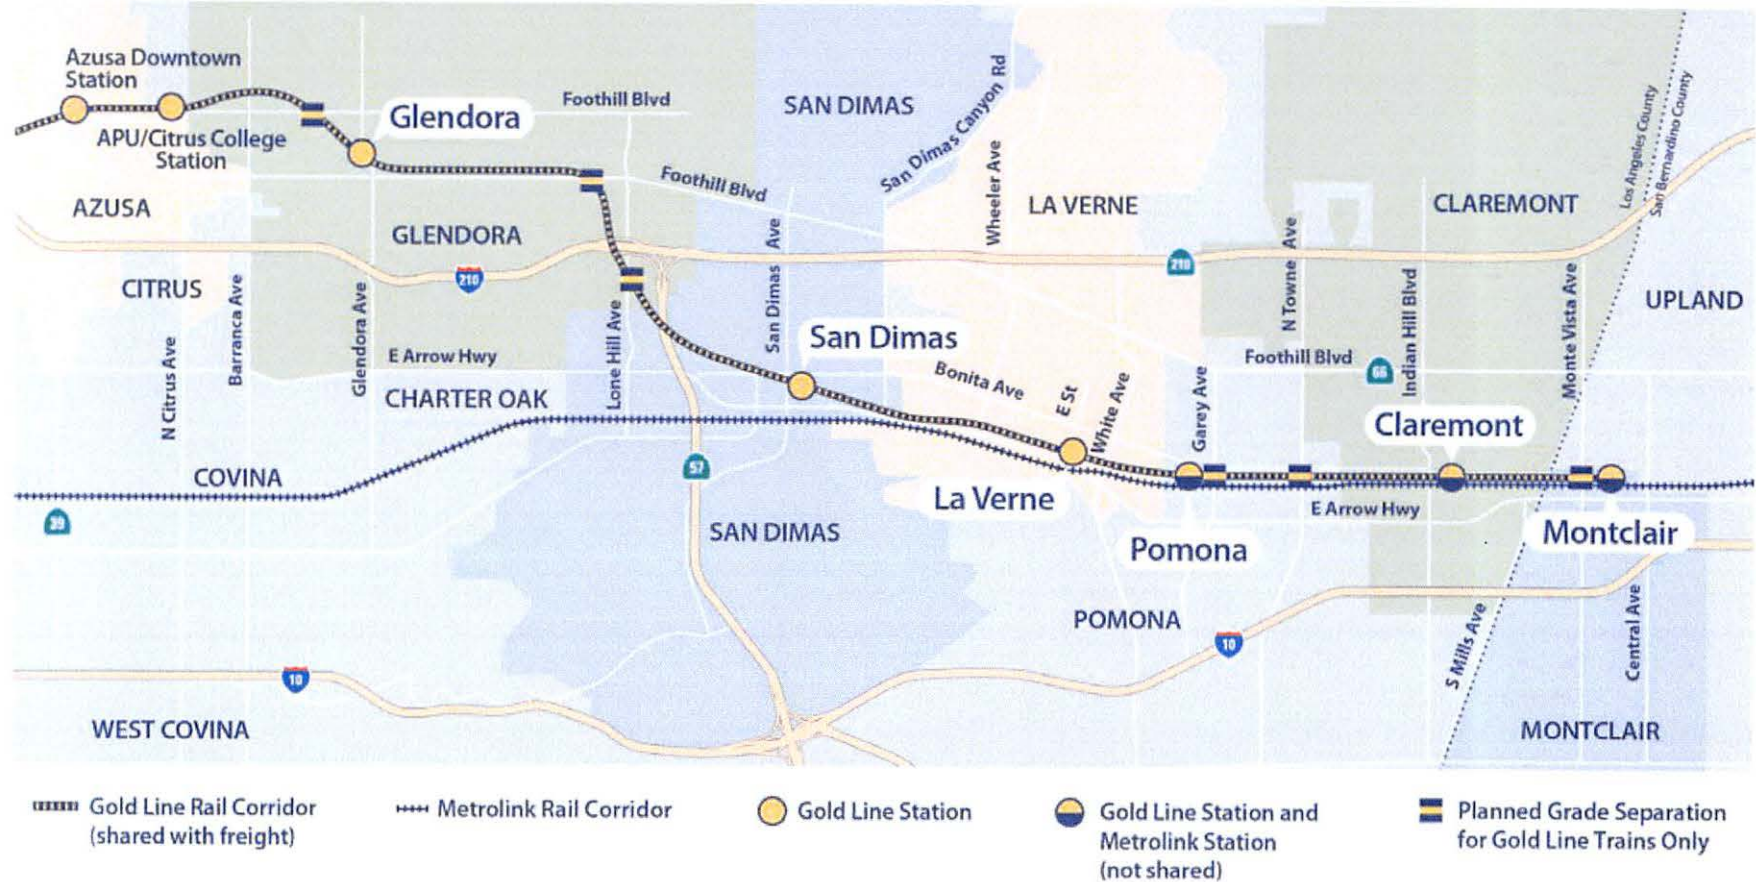 Azusa Downtown
Station
APU/Citrus College
Station
Glendora
Foothill Blvd
SAN DIMAS
San Dimas Canyon Rd
Wheeler Ave
LA VERNE
CLAREMONT
Los Angeles County
San Bernardino County
AZUSA
GLENDORA
Foothill Blvd
San Dimas Ave
210
210
N Towne Ave
CITRUS
Barranca Ave
Glendora Ave
N Citrus Ave
E Arrow Hwy
Lone Hill Ave
San Dimas
Bonita Ave
E St
White Ave
Garey Ave
Foothill Blvd
66
Indian Hill Blvd
Monte Vista Ave
UPLAND
CHARTER OAK
Claremont
COVINA
39
57
SAN DIMAS
La Verne
Pomona
E Arrow Hwy
Montclair
POMONA
10
S Mills Ave
Central Ave
10
WEST COVINA
MONTCLAIR
Gold Line Rail Corridor
(shared with freight)
Metrolink Rail Corridor
Gold Line Station
Gold Line Station and
Metrolink Station
(not shared)
Planned Grade Separation
for Gold Line Trains Only